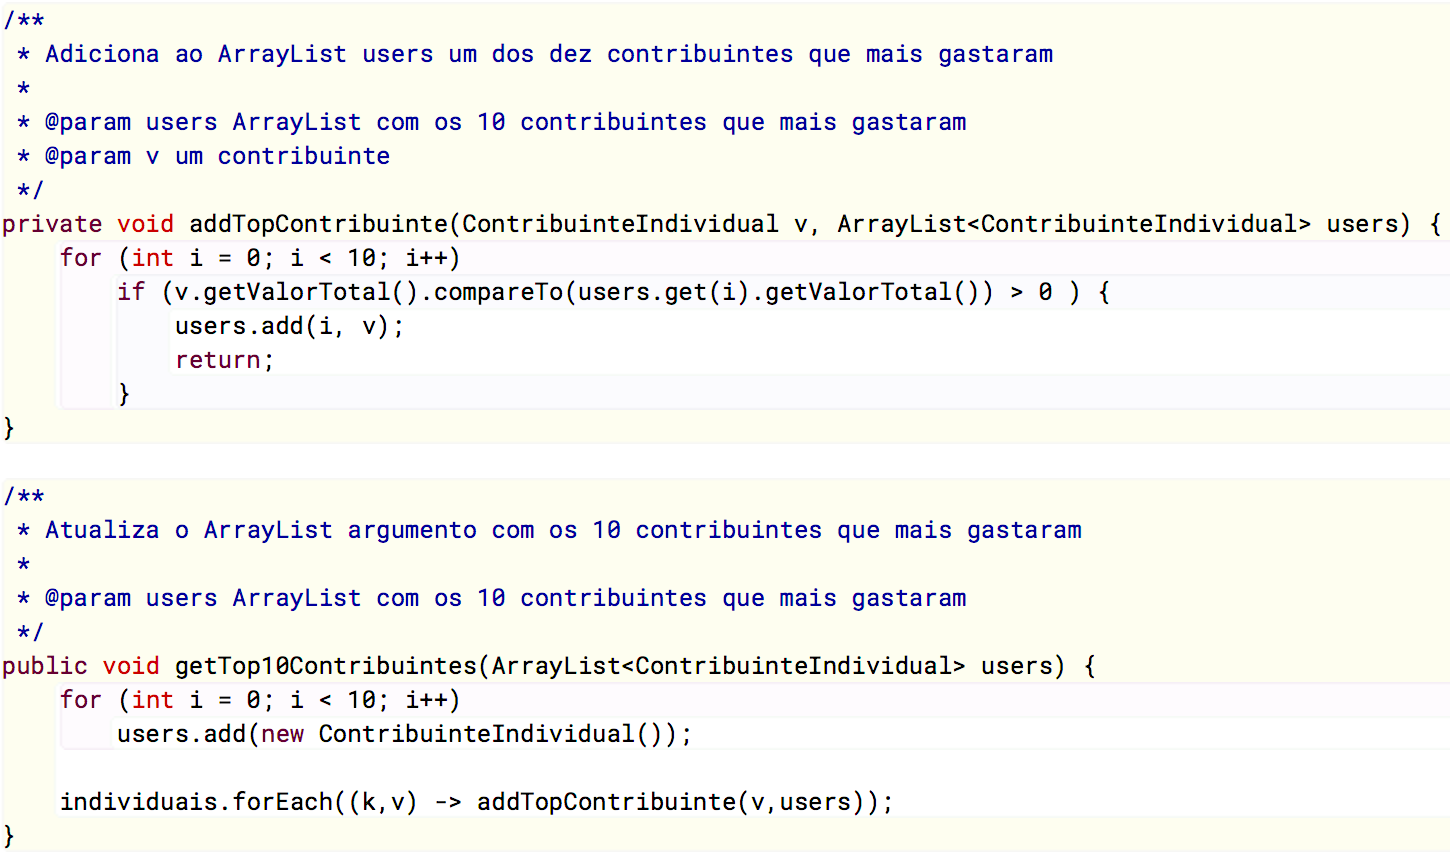 /**
 * Adiciona ao ArrayList users um dos dez contribuintes que mais gastaram
 *
 * @param users ArrayList com os 10 contribuintes que mais gastaram
 * @param v um contribuinte
 */
private void addTopContribuinte(ContribuinteIndividual v, ArrayList<ContribuinteIndividual> users) {
    for (int i = 0; i < 10; i++)
        if (v.getValorTotal().compareTo(users.get(i).getValorTotal()) > 0 ) {
            users.add(i, v);
            return;
        }
}

/**
 * Atualiza o ArrayList argumento com os 10 contribuintes que mais gastaram
 *
 * @param users ArrayList com os 10 contribuintes que mais gastaram
 */
public void getTop10Contribuintes(ArrayList<ContribuinteIndividual> users) {
    for (int i = 0; i < 10; i++)
        users.add(new ContribuinteIndividual());

    individuais.forEach((k,v) -> addTopContribuinte(v,users));
}